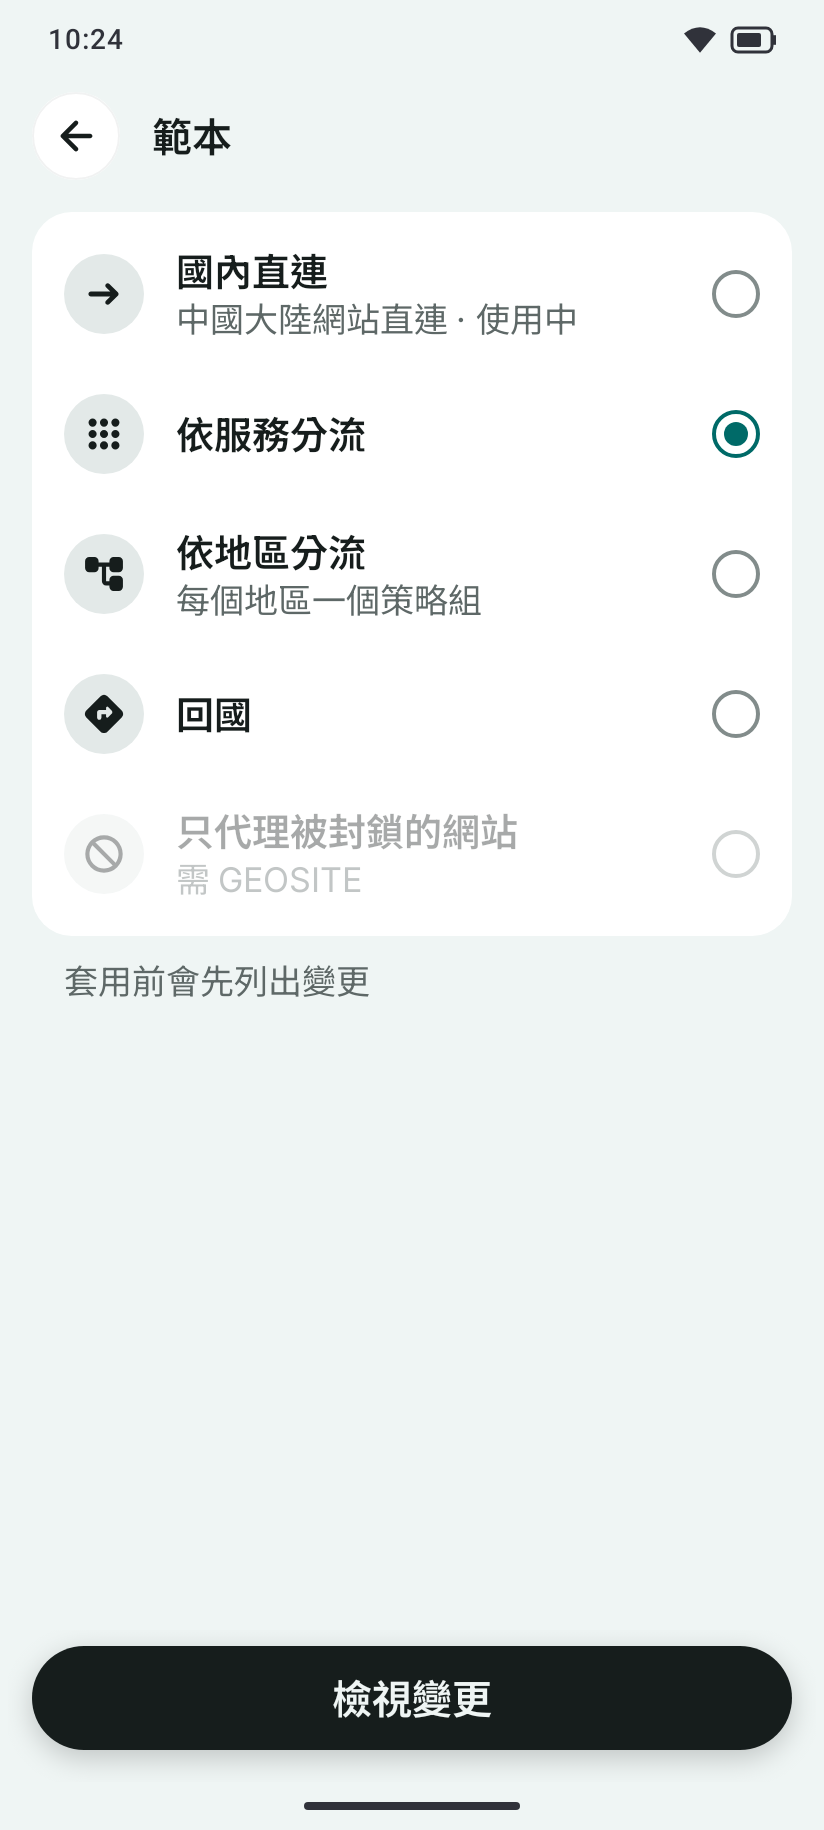 10:24
範本
國內直連
中國大陸網站直連 · 使用中
依服務分流
依地區分流
每個地區一個策略組
回國
只代理被封鎖的網站
需 GEOSITE
套用前會先列出變更
檢視變更